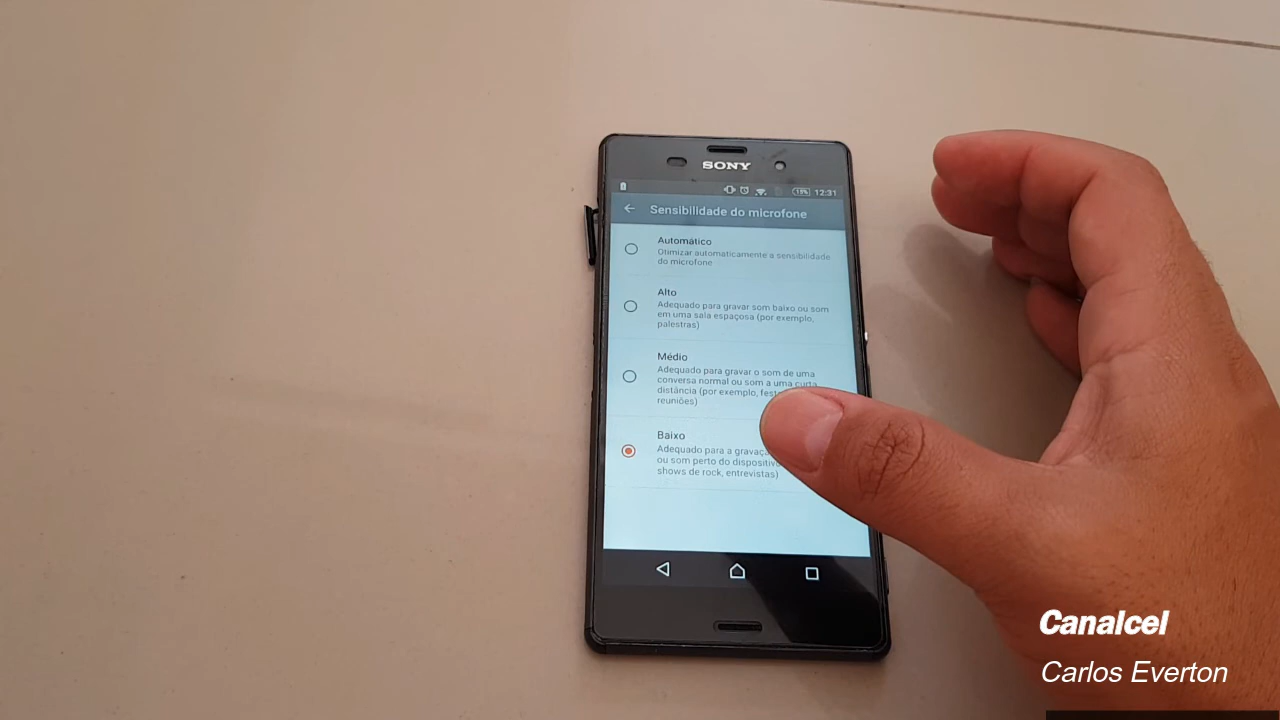 SONY
18% 12:31
Sensibilidade do microfone
Automático
Otimizar automaticamente a sensibilidade
do microfone
Alto
Adequado para gravar som baixo ou som
em uma sala espaçosa (por exemplo,
palestras)
Médio
Adequado para gravar o som de uma
conversa normal ou som a uma curta
distância (por exemplo,
reuniões)
Baixo
Adequado para a
ou som perto do dispositivo
shows de rock, entrevistas)
Canalcel
Carlos Everton